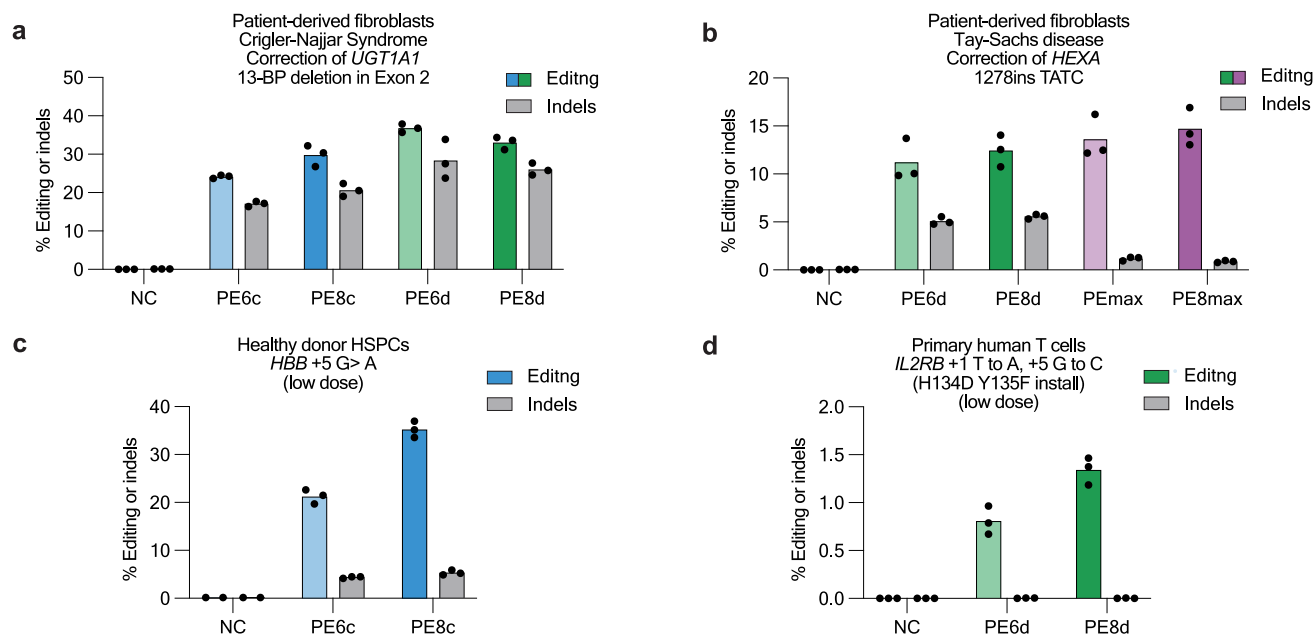 a
Patient-derived fibroblasts
Crigler-Najjar Syndrome
Correction of UGT1A1
13-BP deletion in Exon 2
50
40
30
20
10
0
% Editing or indels
Editng
Indels
NC PE6c PE8c PE6d PE8d
b
Patient-derived fibroblasts
Tay-Sachs disease
Correction of HEXA
1278ins TATC
20
15
10
5
0
% Editing or indels
Editng
Indels
NC PE6d PE8d PEmax PE8max
c
Healthy donor HSPCs
HBB +5 G> A
(low dose)
40
30
20
10
0
% Editing or indels
Editng
Indels
NC PE6c PE8c
d
Primary human T cells
IL2RB +1 T to A, +5 G to C
(H134D Y135F install)
(low dose)
2.0
1.5
1.0
0.5
0.0
% Editing or indels
Editng
Indels
NC PE6d PE8d